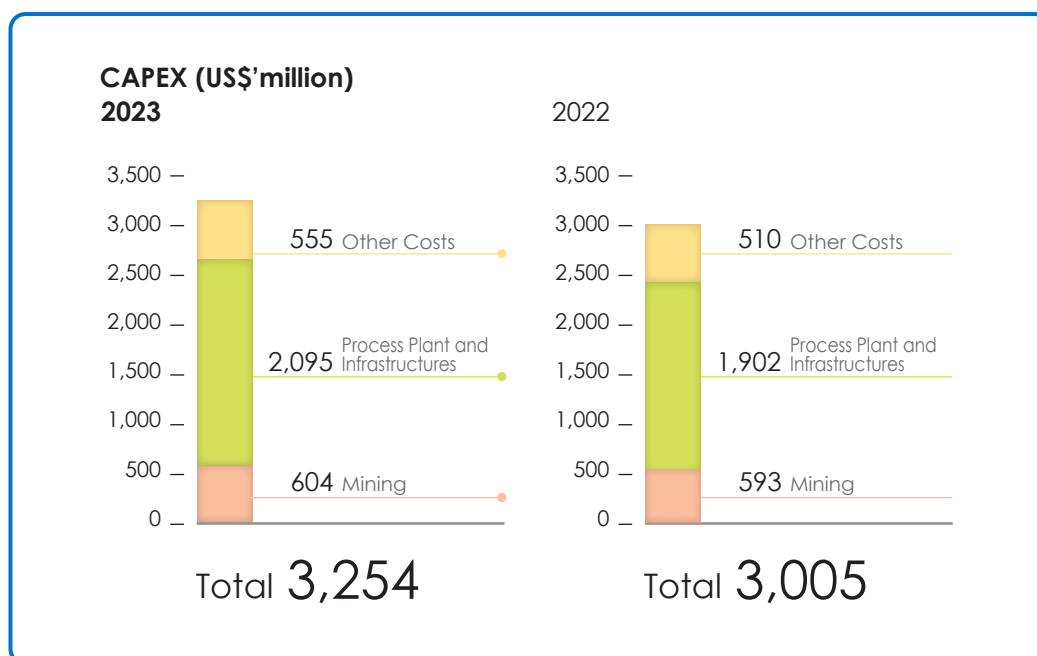 CAPEX (US$'million)
2023
3,500
3,000
2,500
2,000
1,500
1,000
500
0
555 Other Costs
2,095 Process Plant and
Infrastructures
604 Mining
Total 3,254
2022
3,500
3,000
2,500
2,000
1,500
1,000
500
0
510 Other Costs
1,902 Process Plant and
Infrastructures
593 Mining
Total 3,005